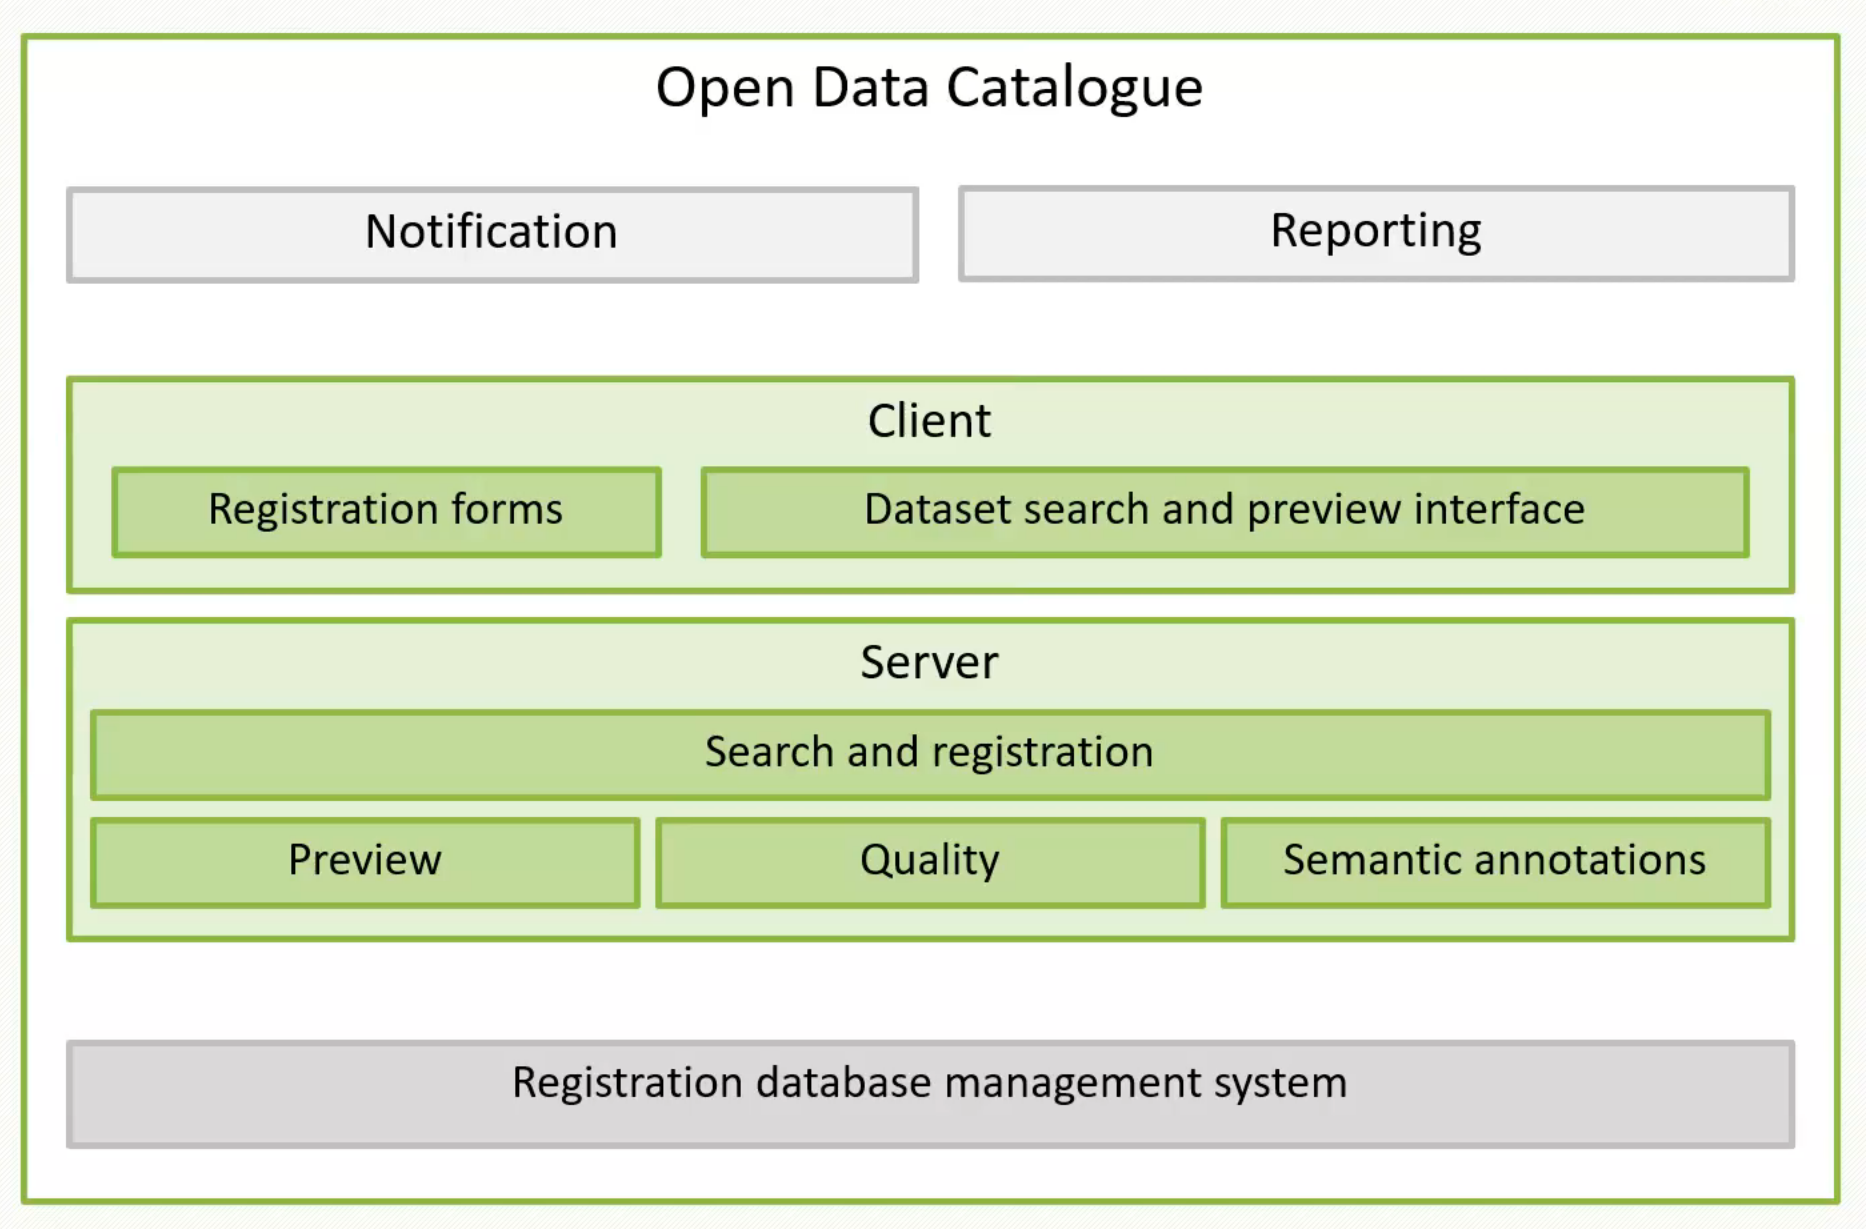 Open Data Catalogue
Notification
Reporting
Client
Registration forms
Dataset search and preview interface
Server
Search and registration
Preview
Quality
Semantic annotations
Registration database management system